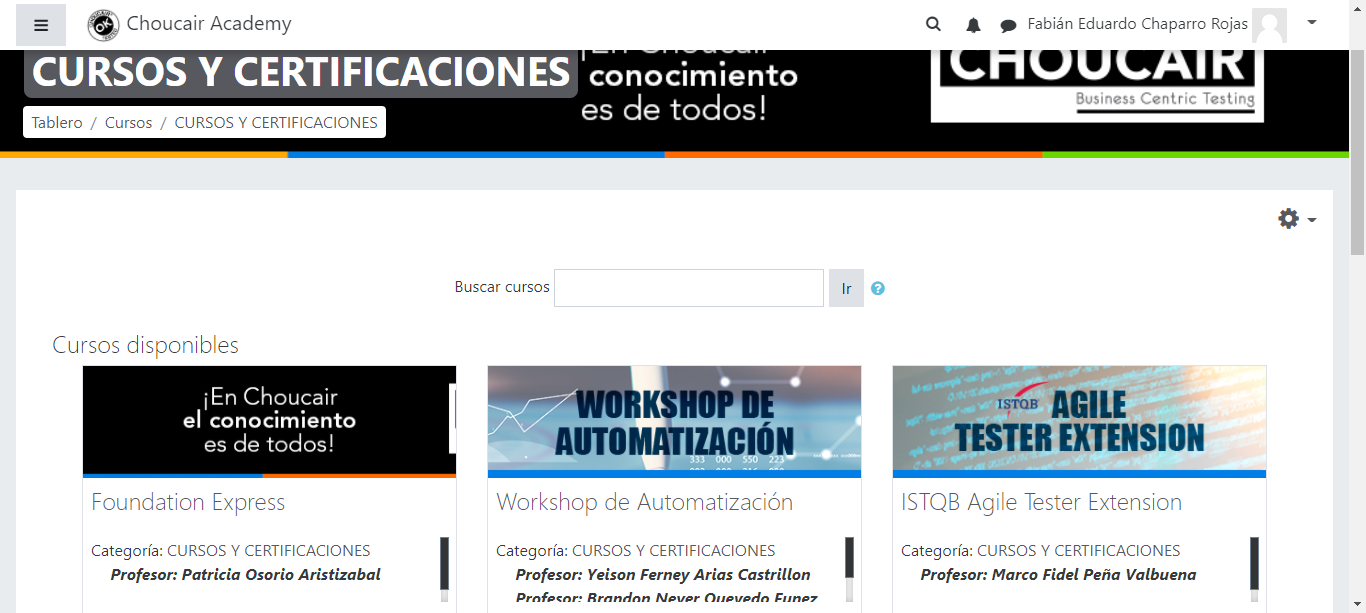 Choucair Academy
Fabián Eduardo Chaparro Rojas
CURSOS Y CERTIFICACIONES
¡En Choucair
conocimiento
es de todos!
CHOUCAIR
Business Centric Testing
Tablero / Cursos / CURSOS Y CERTIFICACIONES
Buscar cursos
Ir
Cursos disponibles
¡En Choucair
el conocimiento
es de todos!
Foundation Express
Categoría: CURSOS Y CERTIFICACIONES
Profesor: Patricia Osorio Aristizabal
WORKSHOP DE
AUTOMATIZACIÓN
333 000 550 223
Workshop de Automatización
Categoría: CURSOS Y CERTIFICACIONES
Profesor: Yeison Ferney Arias Castrillon
Profesor: Brandon Never Quevedo Funez
ISTQB AGILE
TESTER EXTENSION
ISTQB Agile Tester Extension
Categoría: CURSOS Y CERTIFICACIONES
Profesor: Marco Fidel Peña Valbuena